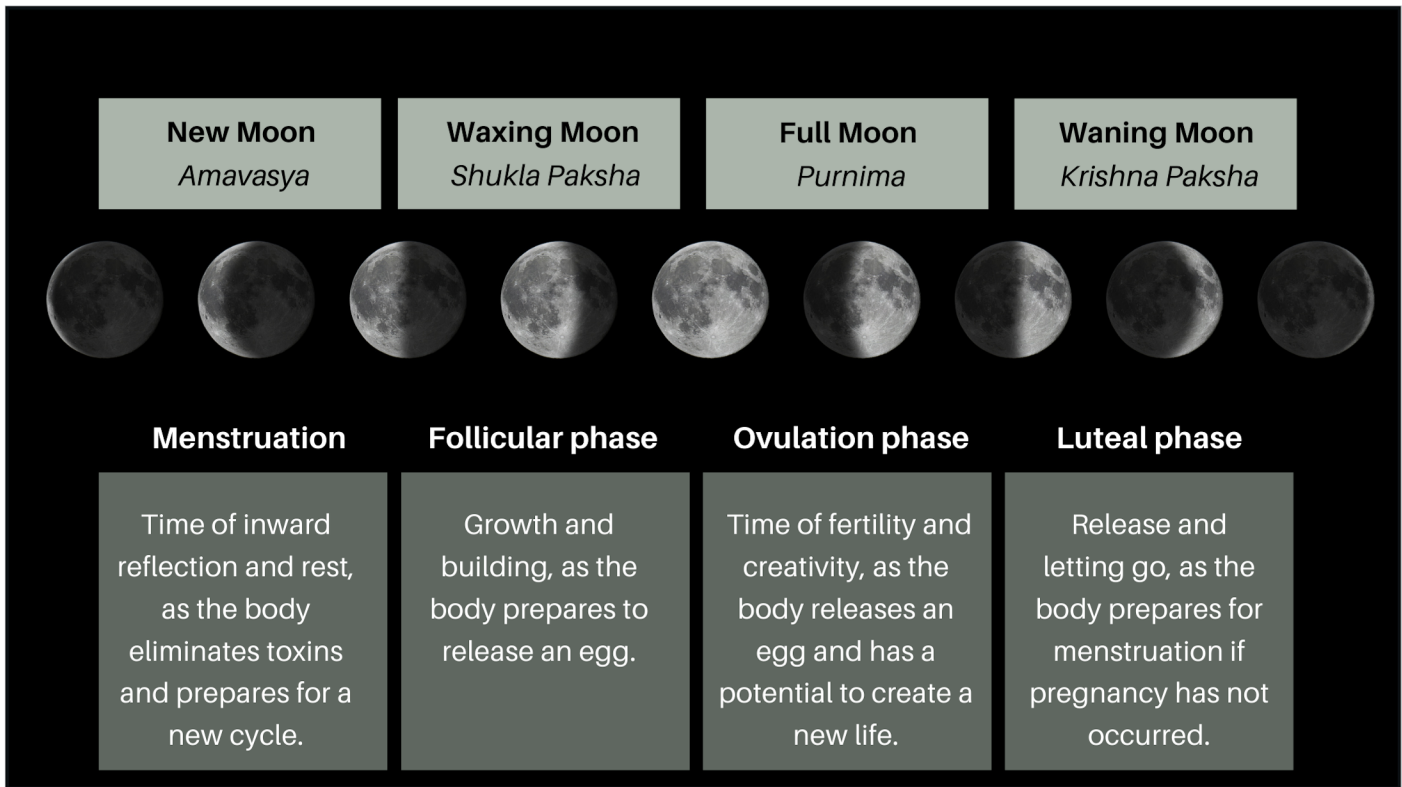 New Moon
Amavasya
Waxing Moon
Shukla Paksha
Full Moon
Purnima
Waning Moon
Krishna Paksha
Menstruation
Time of inward
reflection and rest,
as the body
eliminates toxins
and prepares for a
new cycle.
Follicular phase
Growth and
building, as the
body prepares to
release an egg.
Ovulation phase
Time of fertility and
creativity, as the
body releases an
egg and has a
potential to create a
new life.
Luteal phase
Release and
letting go, as the
body prepares for
menstruation if
pregnancy has not
occurred.